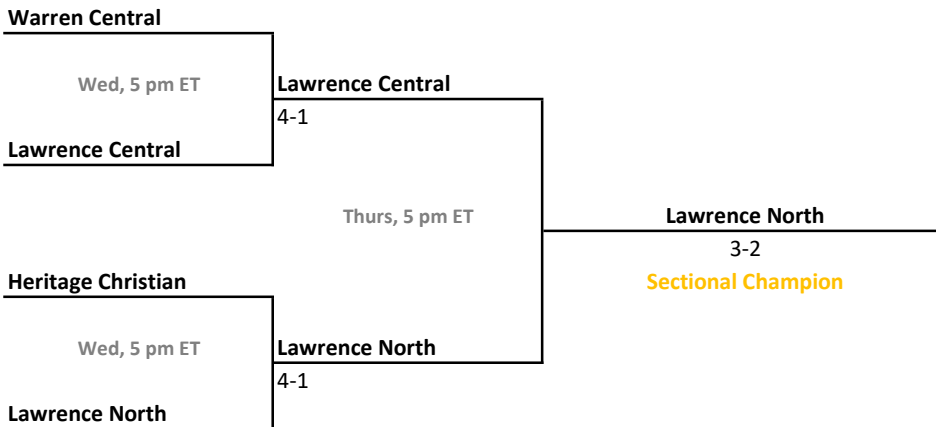 Warren Central
Wed, 5 pm ET
Lawrence Central
4-1
Lawrence Central
Thurs, 5 pm ET
Lawrence North
3-2
Sectional Champion
Heritage Christian
Wed, 5 pm ET
Lawrence North
4-1
Lawrence North